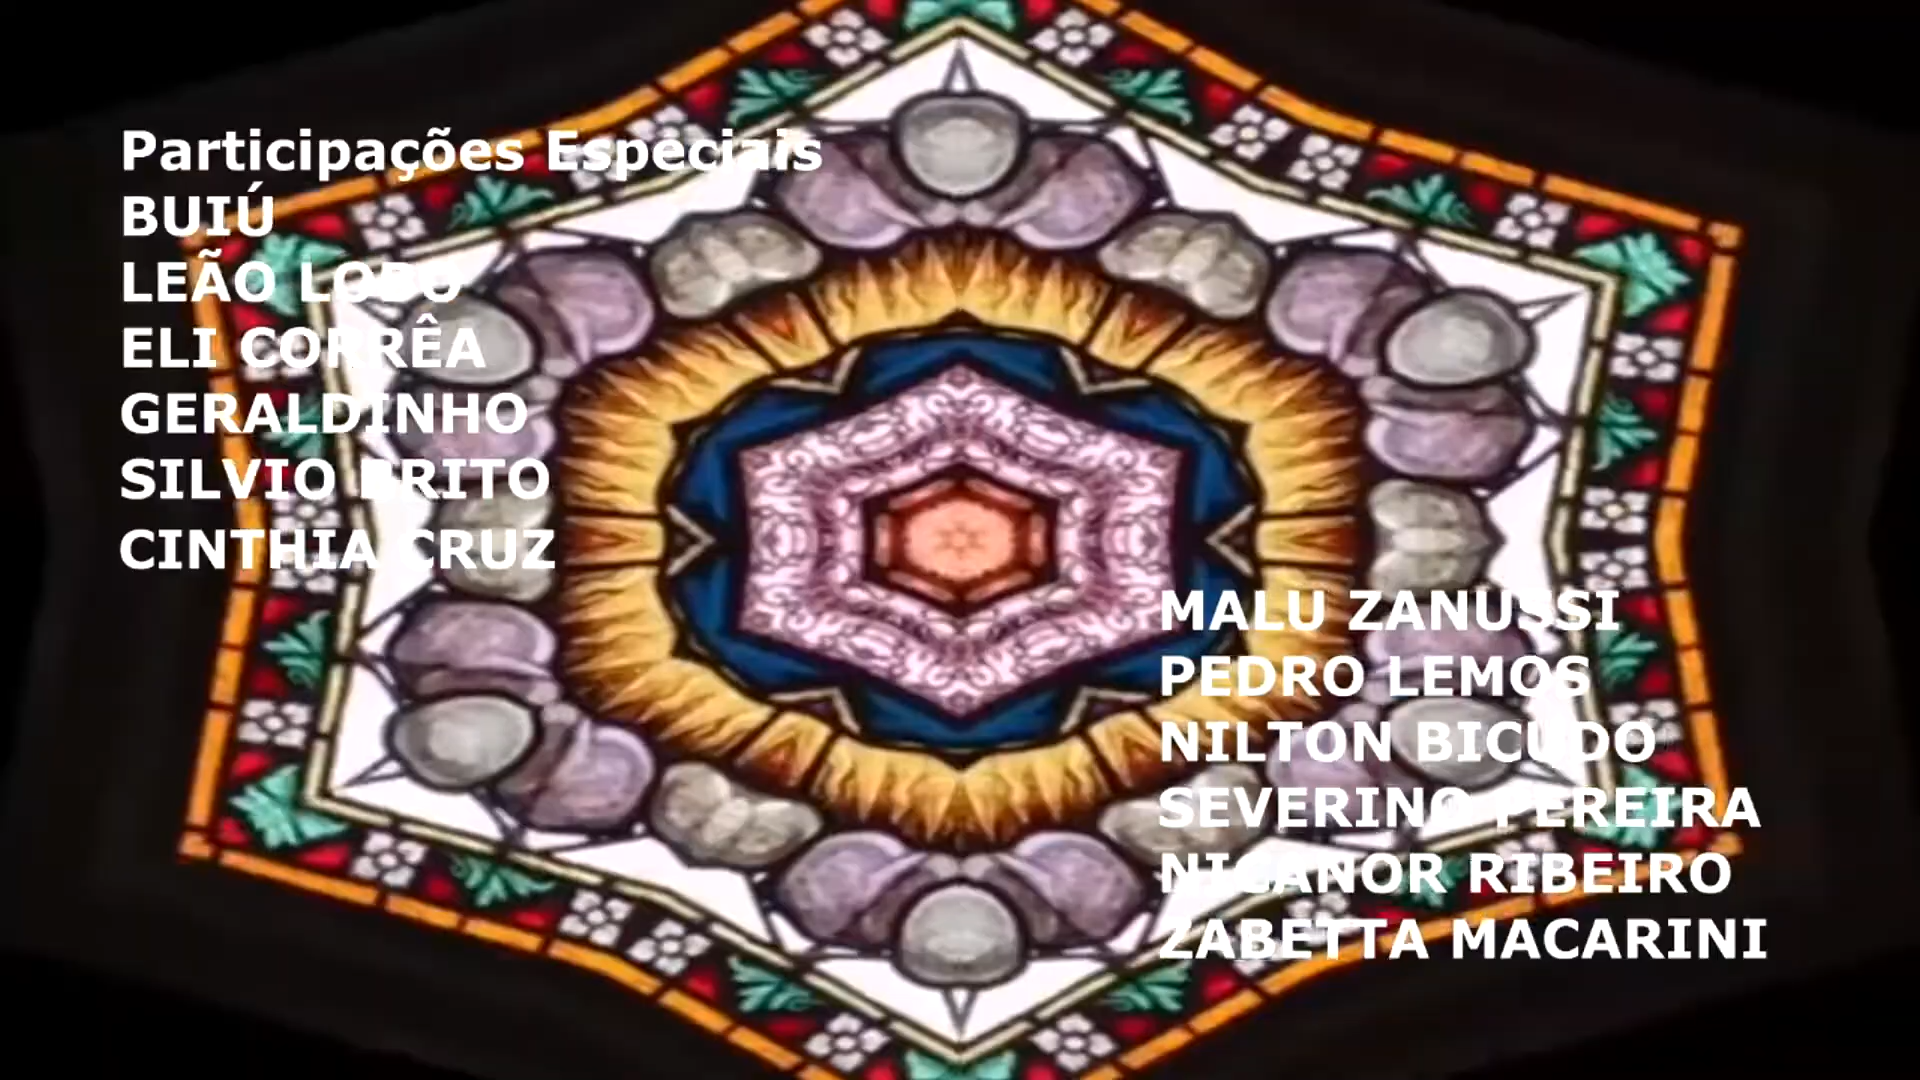 Participações Especiais
BUIÚ
LEÃO LOBO
ELI CORRÊA
GERALDINHO
SILVIO BRITO
CINTHIA CRUZ
MALU ZANUSSI
PEDRO LEMOS
NILTON BICUDO
SEVERINO PEREIRA
NICANOR RIBEIRO
ZABETTA MACARINI